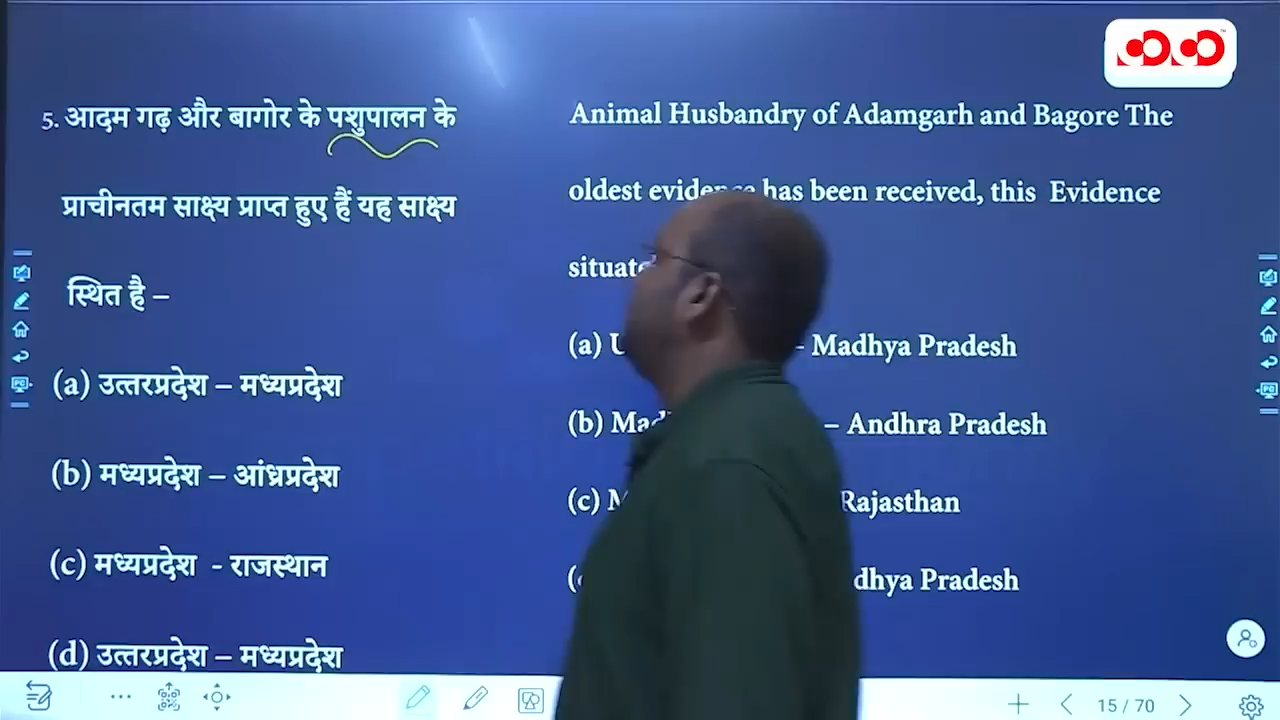 5. आदम गढ़ और बागोर के पशुपालन के
प्राचीनतम साक्ष्य प्राप्त हुए हैं यह साक्ष्य
स्थित है –
(a) उत्तरप्रदेश – मध्यप्रदेश
(b) मध्यप्रदेश – आंध्रप्रदेश
(c) मध्यप्रदेश - राजस्थान
(d) उत्तरप्रदेश – मध्यप्रदेश
Animal Husbandry of Adamgarh and Bagore The
oldest evidence has been received, this Evidence
(a) – Madhya Pradesh
(b) – Andhra Pradesh
(c) Rajasthan
Pradesh
15 / 70